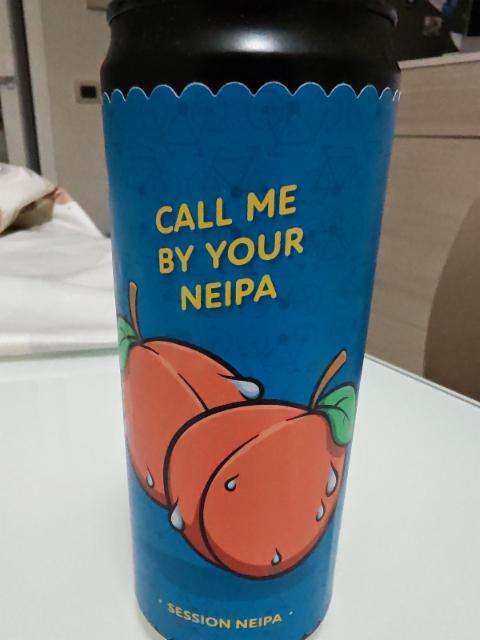 CALL ME
BY YOUR
NEIPA
· SESSION NEIPA ·